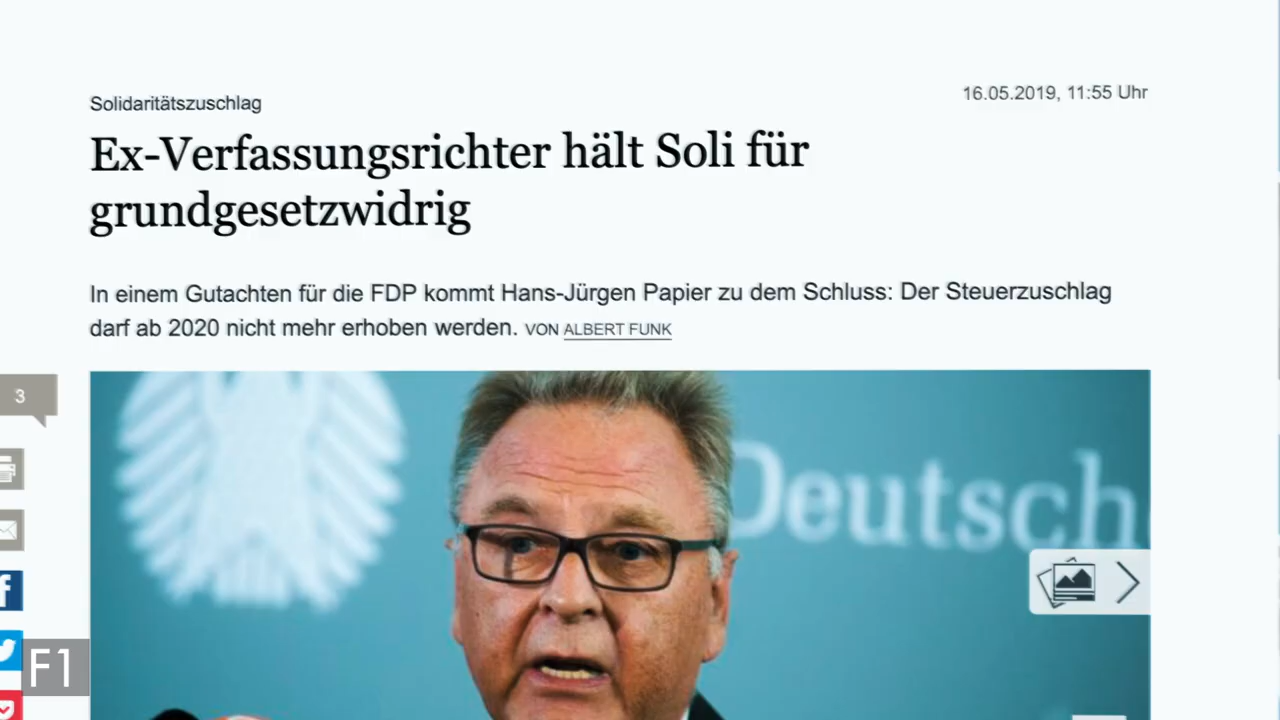 Solidaritätszuschlag
16.05.2019, 11:55 Uhr
Ex-Verfassungsrichter hält Soli für
grundgesetzwidrig
In einem Gutachten für die FDP kommt Hans-Jürgen Papier zu dem Schluss: Der Steuerzuschlag
darf ab 2020 nicht mehr erhoben werden. VON ALBERT FUNK
3
Deutsch
F1